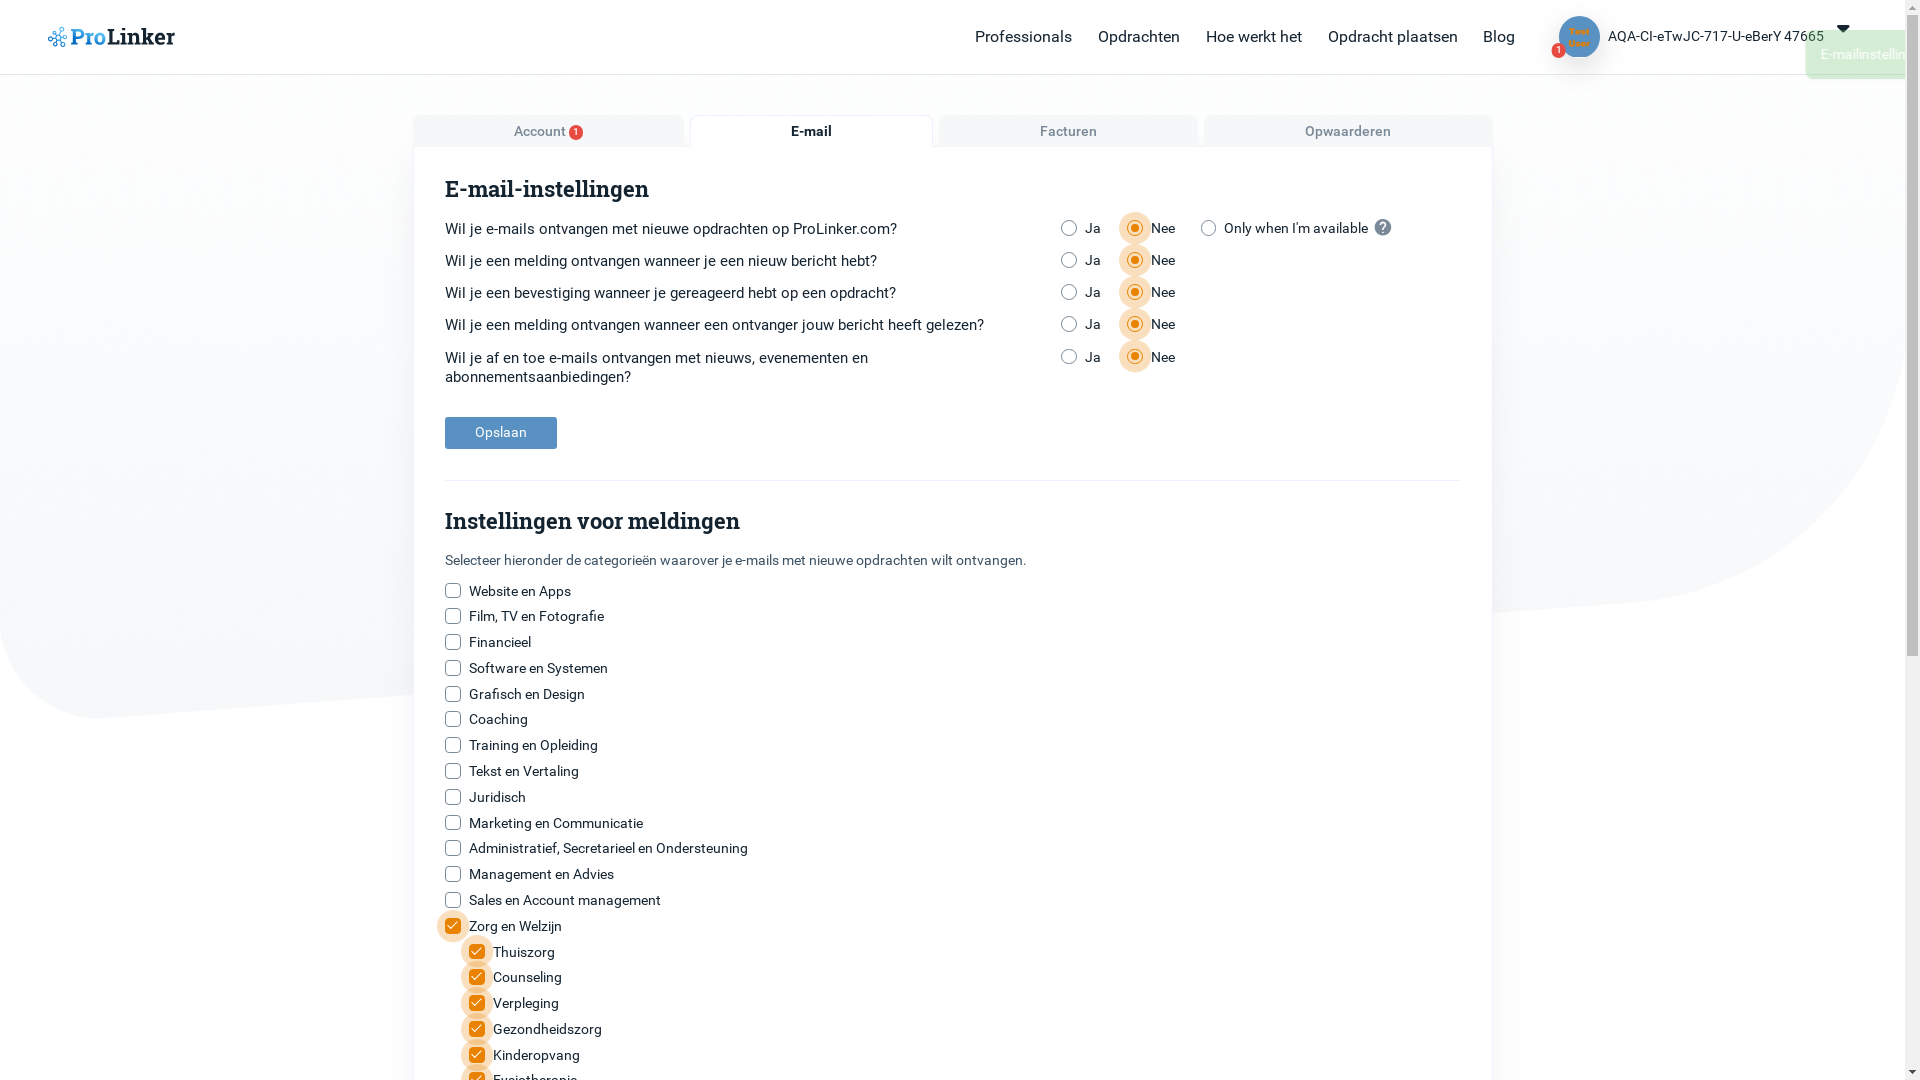 ProLinker
Professionals
Opdrachten
Hoe werkt het
Opdracht plaatsen
Blog
Test
User
1
AQA-CI-eTwJC-717-U-eBerY 47665
Account 1
E-mail
Facturen
Opwaarderen
E-mail-instellingen
Wil je e-mails ontvangen met nieuwe opdrachten op ProLinker.com?
Ja
Nee
Only when I'm available ?
Wil je een melding ontvangen wanneer je een nieuw bericht hebt?
Ja
Nee
Wil je een bevestiging wanneer je gereageerd hebt op een opdracht?
Ja
Nee
Wil je een melding ontvangen wanneer een ontvanger jouw bericht heeft gelezen?
Ja
Nee
Wil je af en toe e-mails ontvangen met nieuws, evenementen en
abonnementsaanbiedingen?
Ja
Nee
Opslaan
Instellingen voor meldingen
Selecteer hieronder de categorieën waarover je e-mails met nieuwe opdrachten wilt ontvangen.
Website en Apps
Film, TV en Fotografie
Financieel
Software en Systemen
Grafisch en Design
Coaching
Training en Opleiding
Tekst en Vertaling
Juridisch
Marketing en Communicatie
Administratief, Secretarieel en Ondersteuning
Management en Advies
Sales en Account management
Zorg en Welzijn
Thuiszorg
Counseling
Verpleging
Gezondheidszorg
Kinderopvang